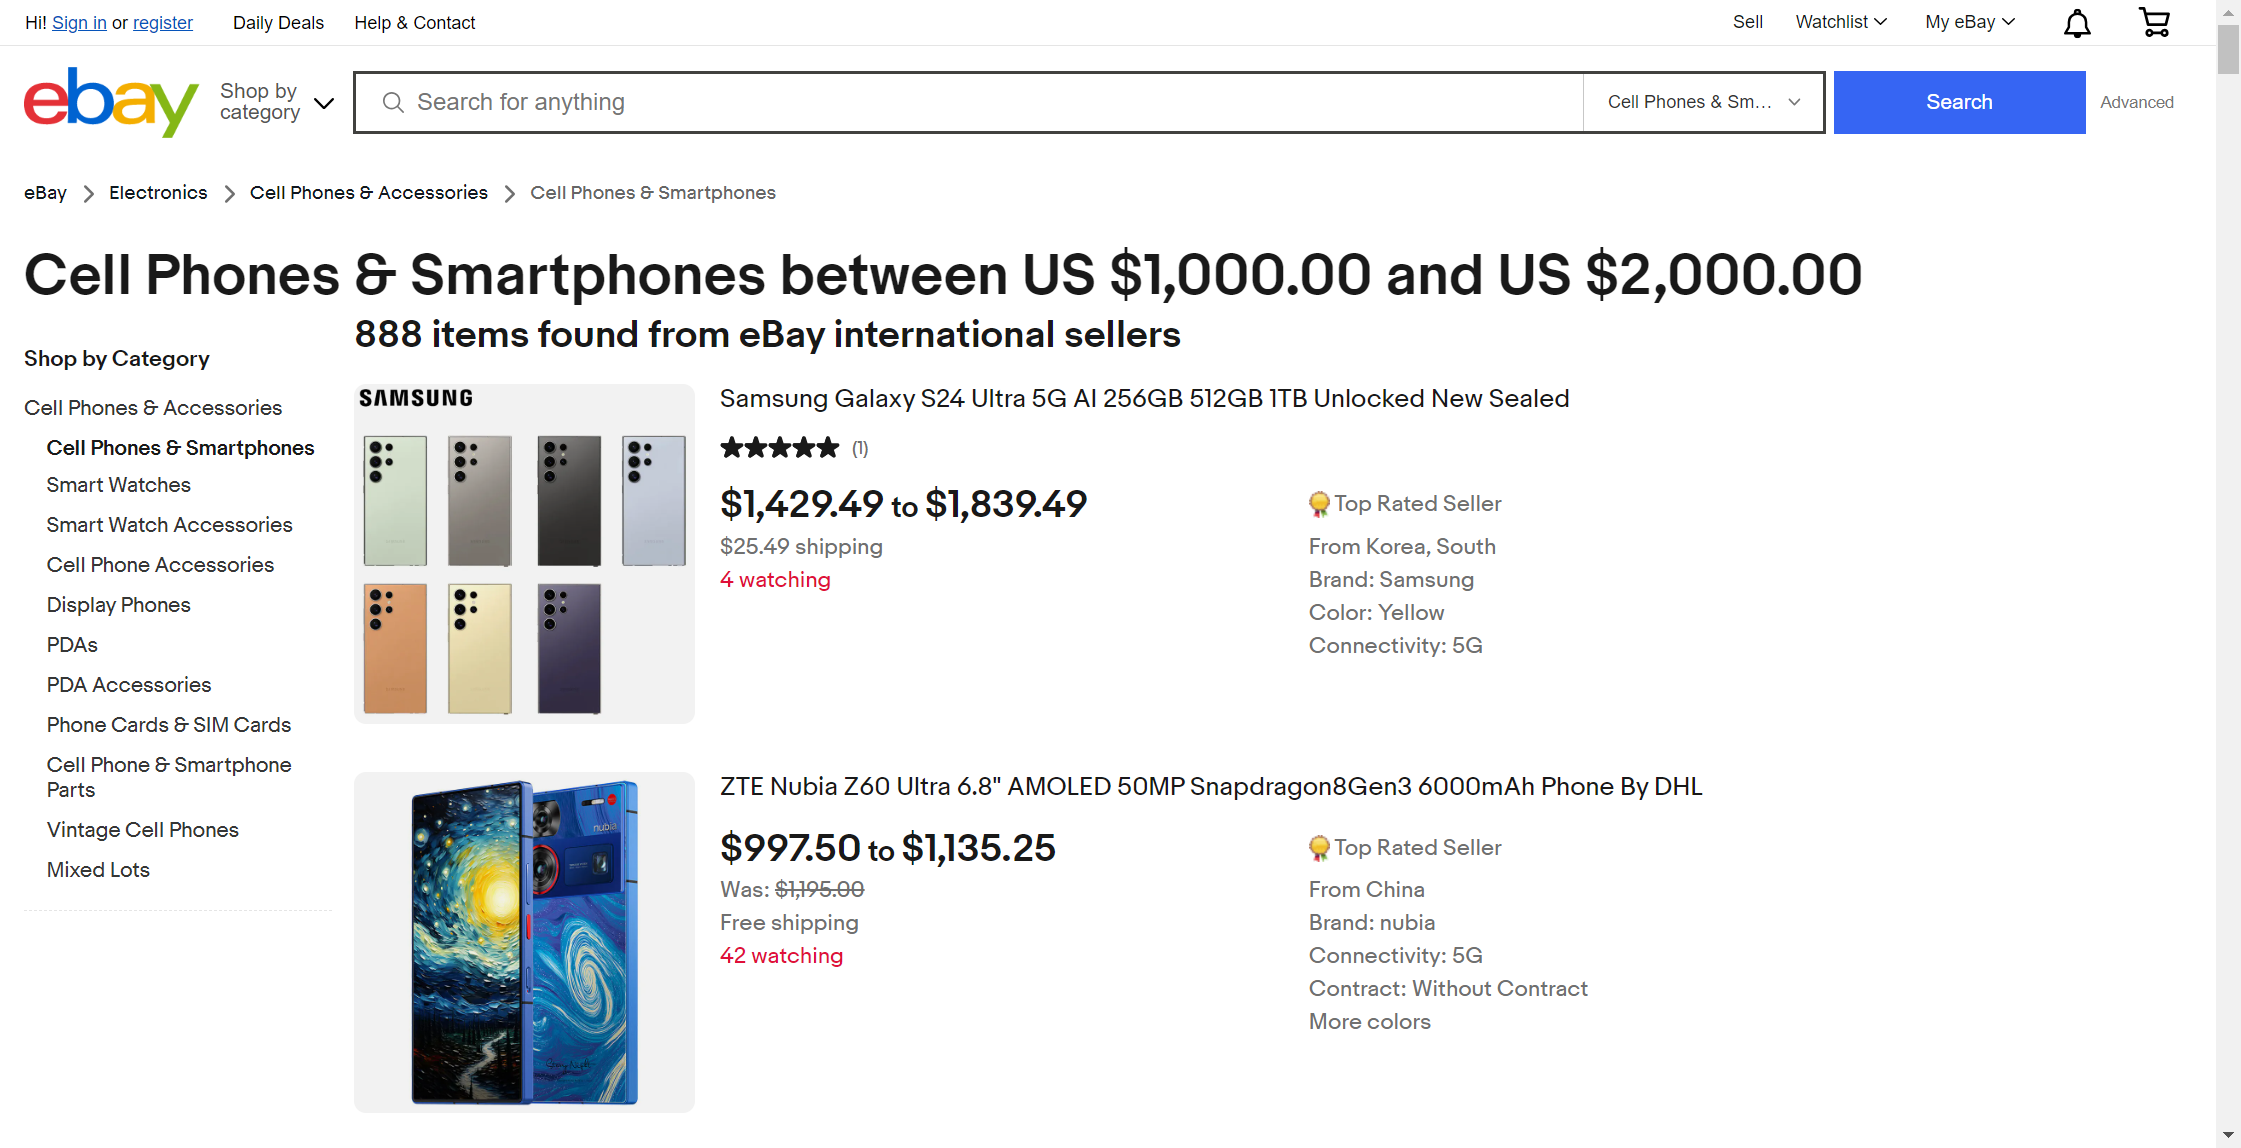 Hi! Sign in or register
Daily Deals
Help & Contact
Sell
Watchlist
My eBay
ebay
Shop by
category
Search for anything
Cell Phones & Sm...
Search
Advanced
eBay
Electronics
Cell Phones & Accessories
Cell Phones & Smartphones
Cell Phones & Smartphones between US $1,000.00 and US $2,000.00
888 items found from eBay international sellers
Shop by Category
Cell Phones & Accessories
Cell Phones & Smartphones
Smart Watches
Smart Watch Accessories
Cell Phone Accessories
Display Phones
PDAs
PDA Accessories
Phone Cards & SIM Cards
Cell Phone & Smartphone
Parts
Vintage Cell Phones
Mixed Lots
SAMSUNG
Samsung Galaxy S24 Ultra 5G AI 256GB 512GB 1TB Unlocked New Sealed
(1)
$1,429.49 to $1,839.49
$25.49 shipping
4 watching
Top Rated Seller
From Korea, South
Brand: Samsung
Color: Yellow
Connectivity: 5G
nubia
ZTE Nubia Z60 Ultra 6.8" AMOLED 50MP Snapdragon8Gen3 6000mAh Phone By DHL
$997.50 to $1,135.25
Was: $1,195.00
Free shipping
42 watching
Top Rated Seller
From China
Brand: nubia
Connectivity: 5G
Contract: Without Contract
More colors